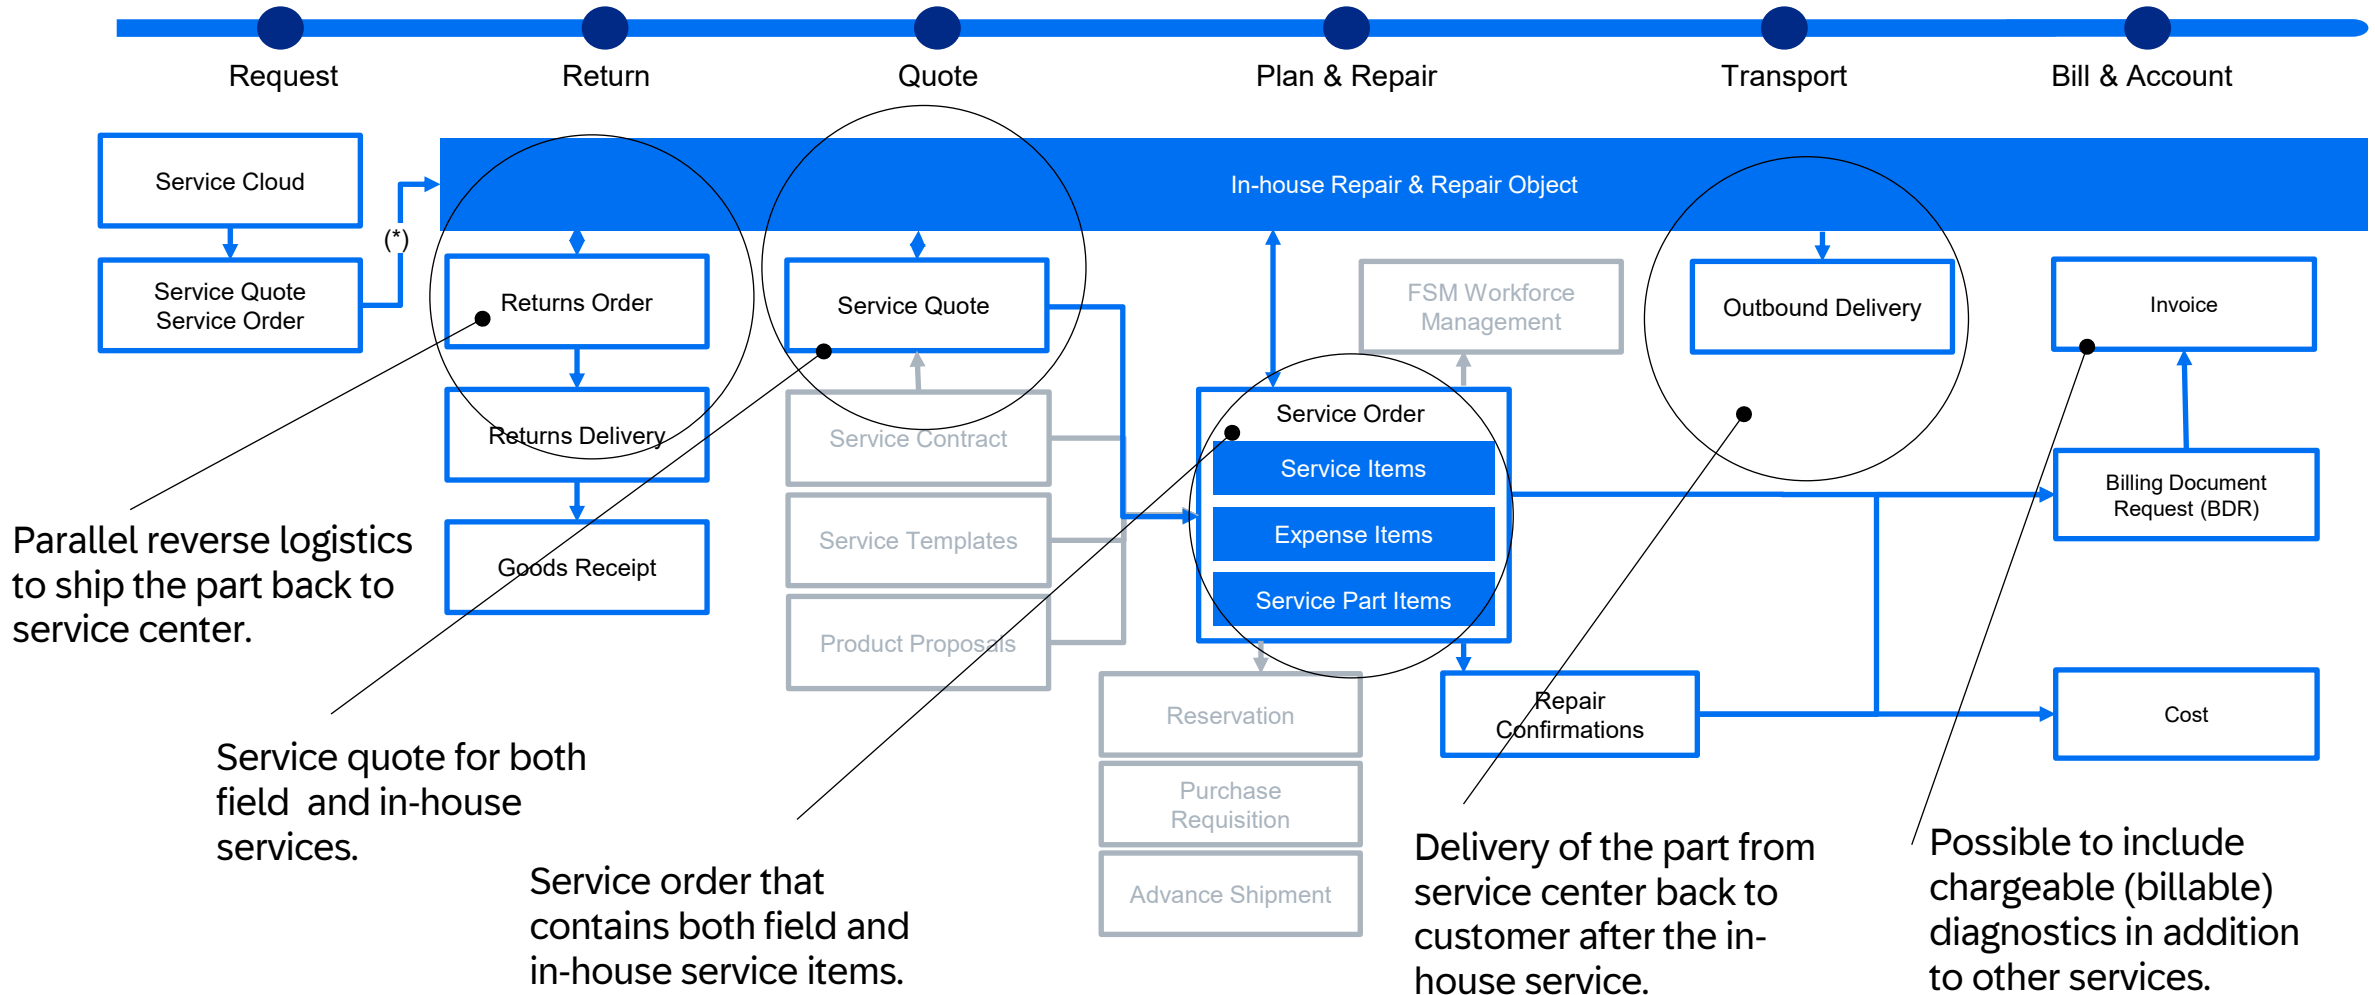 Request
Return
Quote
Plan & Repair
Transport
Bill & Account
Service Cloud
In-house Repair & Repair Object
(*)
Service Quote
Service Order
Returns Order
Service Quote
FSM Workforce
Management
Outbound Delivery
Invoice
Returns Delivery
Service Contract
Service Order
Service Items
Expense Items
Service Part Items
Billing Document
Request (BDR)
Goods Receipt
Service Templates
Product Proposals
Reservation
Purchase
Requisition
Advance Shipment
Repair
Confirmations
Cost
Parallel reverse logistics
to ship the part back to
service center.
Service quote for both
field  and in-house
services.
Service order that
contains both field and
in-house service items.
Delivery of the part from
service center back to
customer after the in-
house service.
Possible to include
chargeable (billable)
diagnostics in addition
to other services.